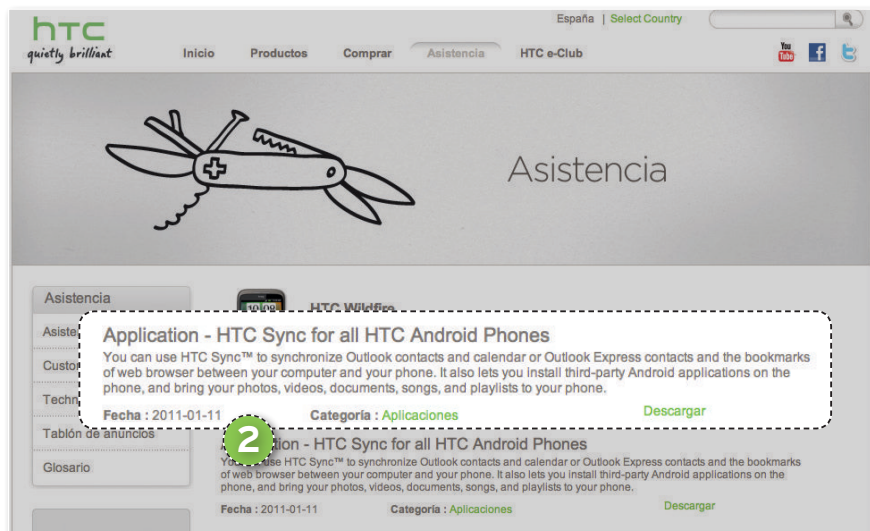 España | Select Country
htc
quietly brilliant
Inicio Productos Comprar Asistencia HTC e-Club
You Tube
Asistencia
Asistencia
10 08
HTC Wildfire
Asiste
Application - HTC Sync for all HTC Android Phones
You can use HTC Sync™ to synchronize Outlook contacts and calendar or Outlook Express contacts and the bookmarks
of web browser between your computer and your phone. It also lets you install third-party Android applications on the
phone, and bring your photos, videos, documents, songs, and playlists to your phone.
Fecha : 2011-01-11 Categoría : Aplicaciones Descargar
Custo
Techn
Tablón de anuncios
Glosario
2
tion - HTC Sync for all HTC Android Phones
You can use HTC Sync™ to synchronize Outlook contacts and calendar or Outlook Express contacts and the bookmarks
of web browser between your computer and your phone. It also lets you install third-party Android applications on the
phone, and bring your photos, videos, documents, songs, and playlists to your phone.
Fecha : 2011-01-11 Categoría : Aplicaciones Descargar